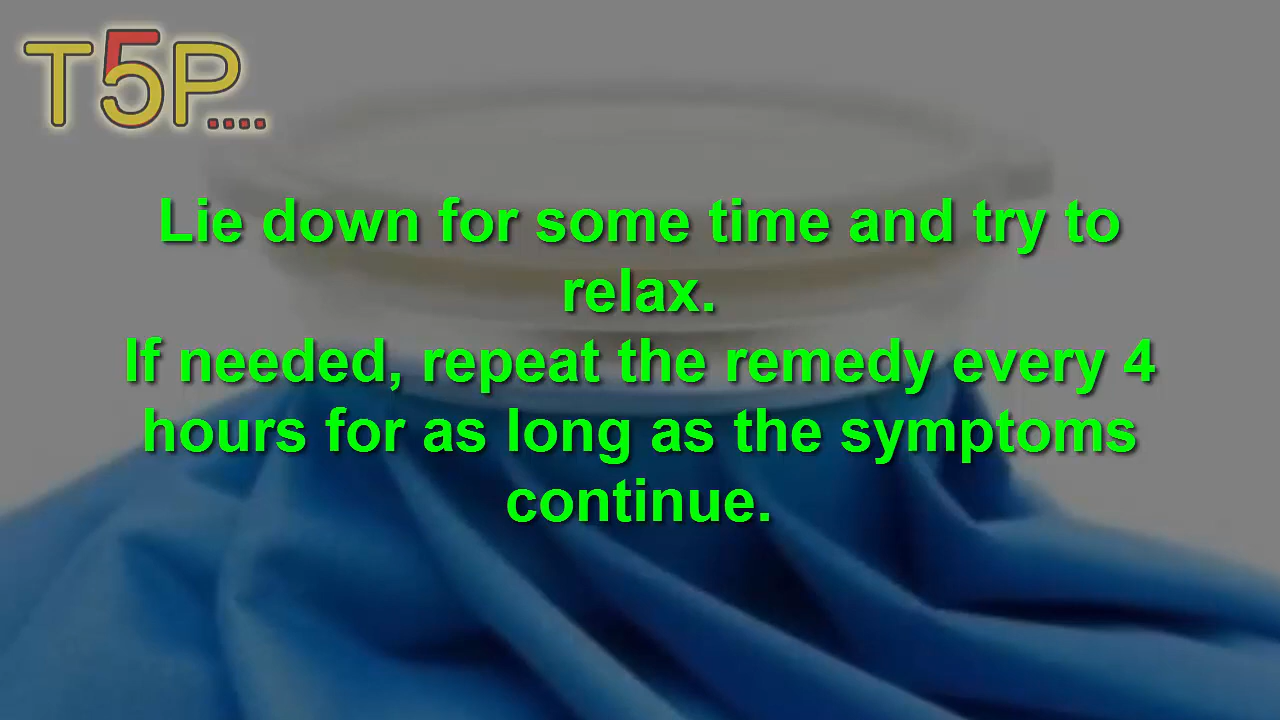 T5P....
Lie down for some time and try to
relax.
If needed, repeat the remedy every 4
hours for as long as the symptoms
continue.